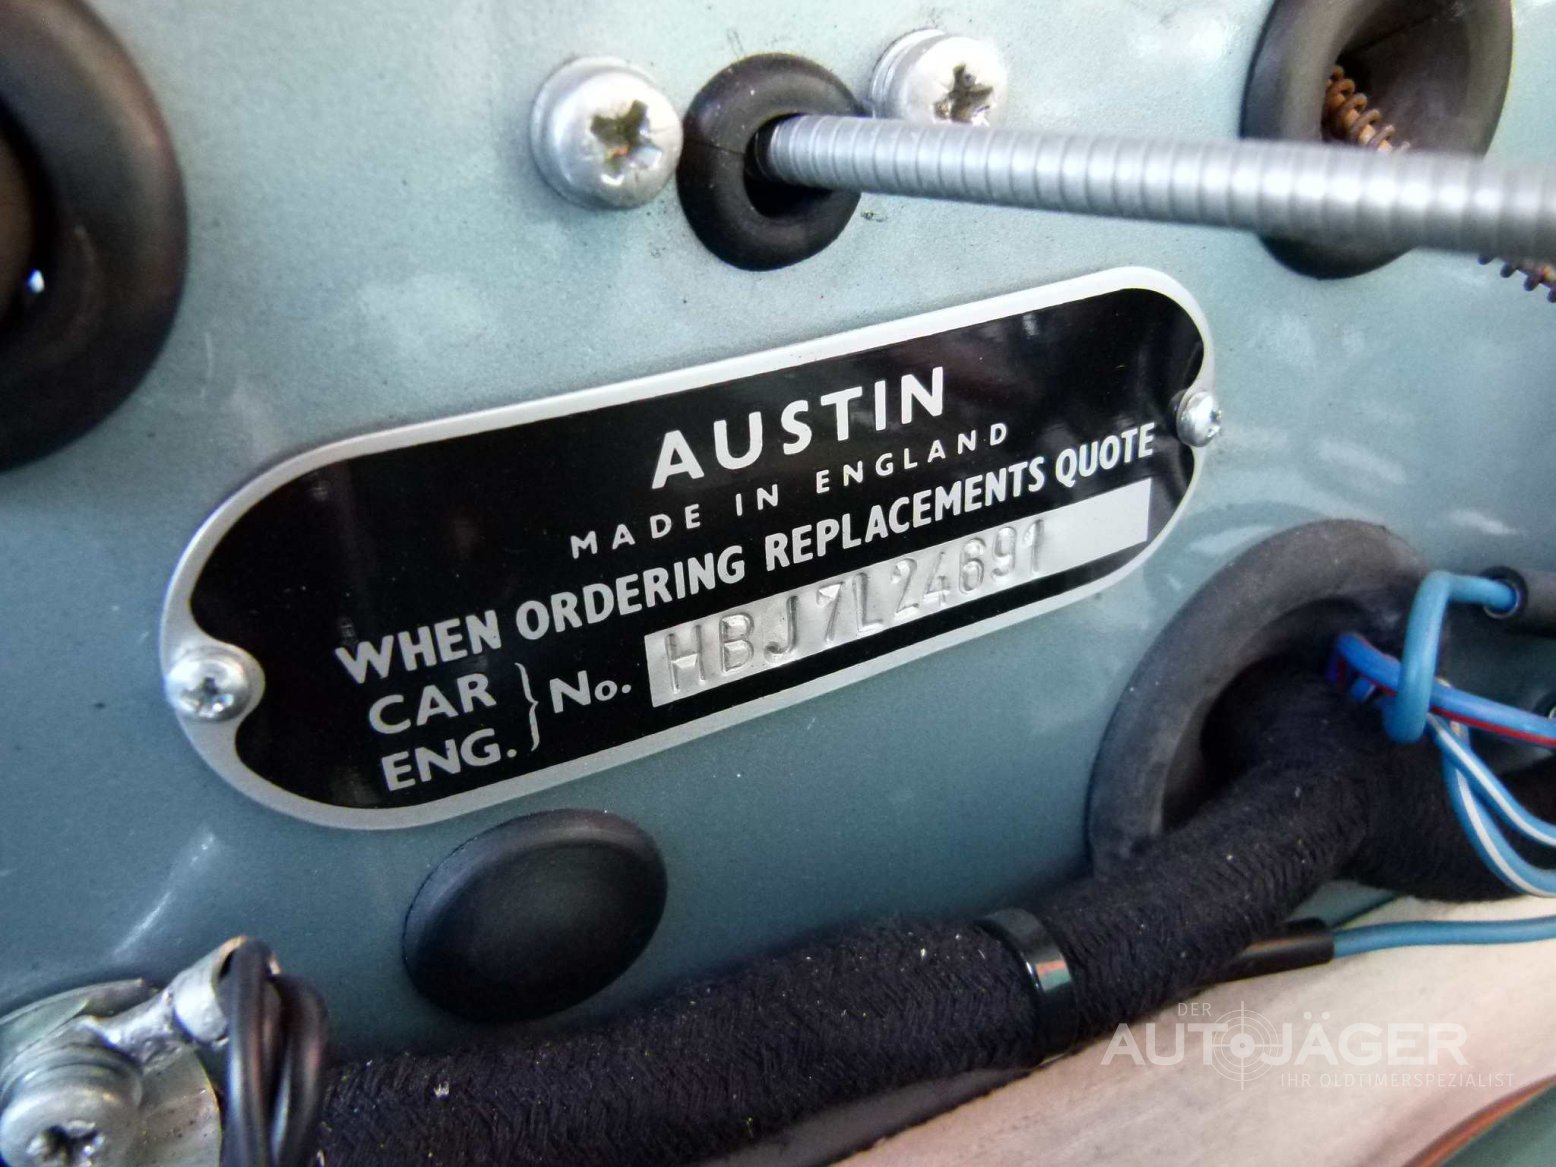 AUSTIN
MADE IN ENGLAND
WHEN ORDERING REPLACEMENTS QUOTE
CAR
ENG. } No. HBJ7L24691
DER
AUTOJÄGER
IHR OLDTIMERSPEZIALIST